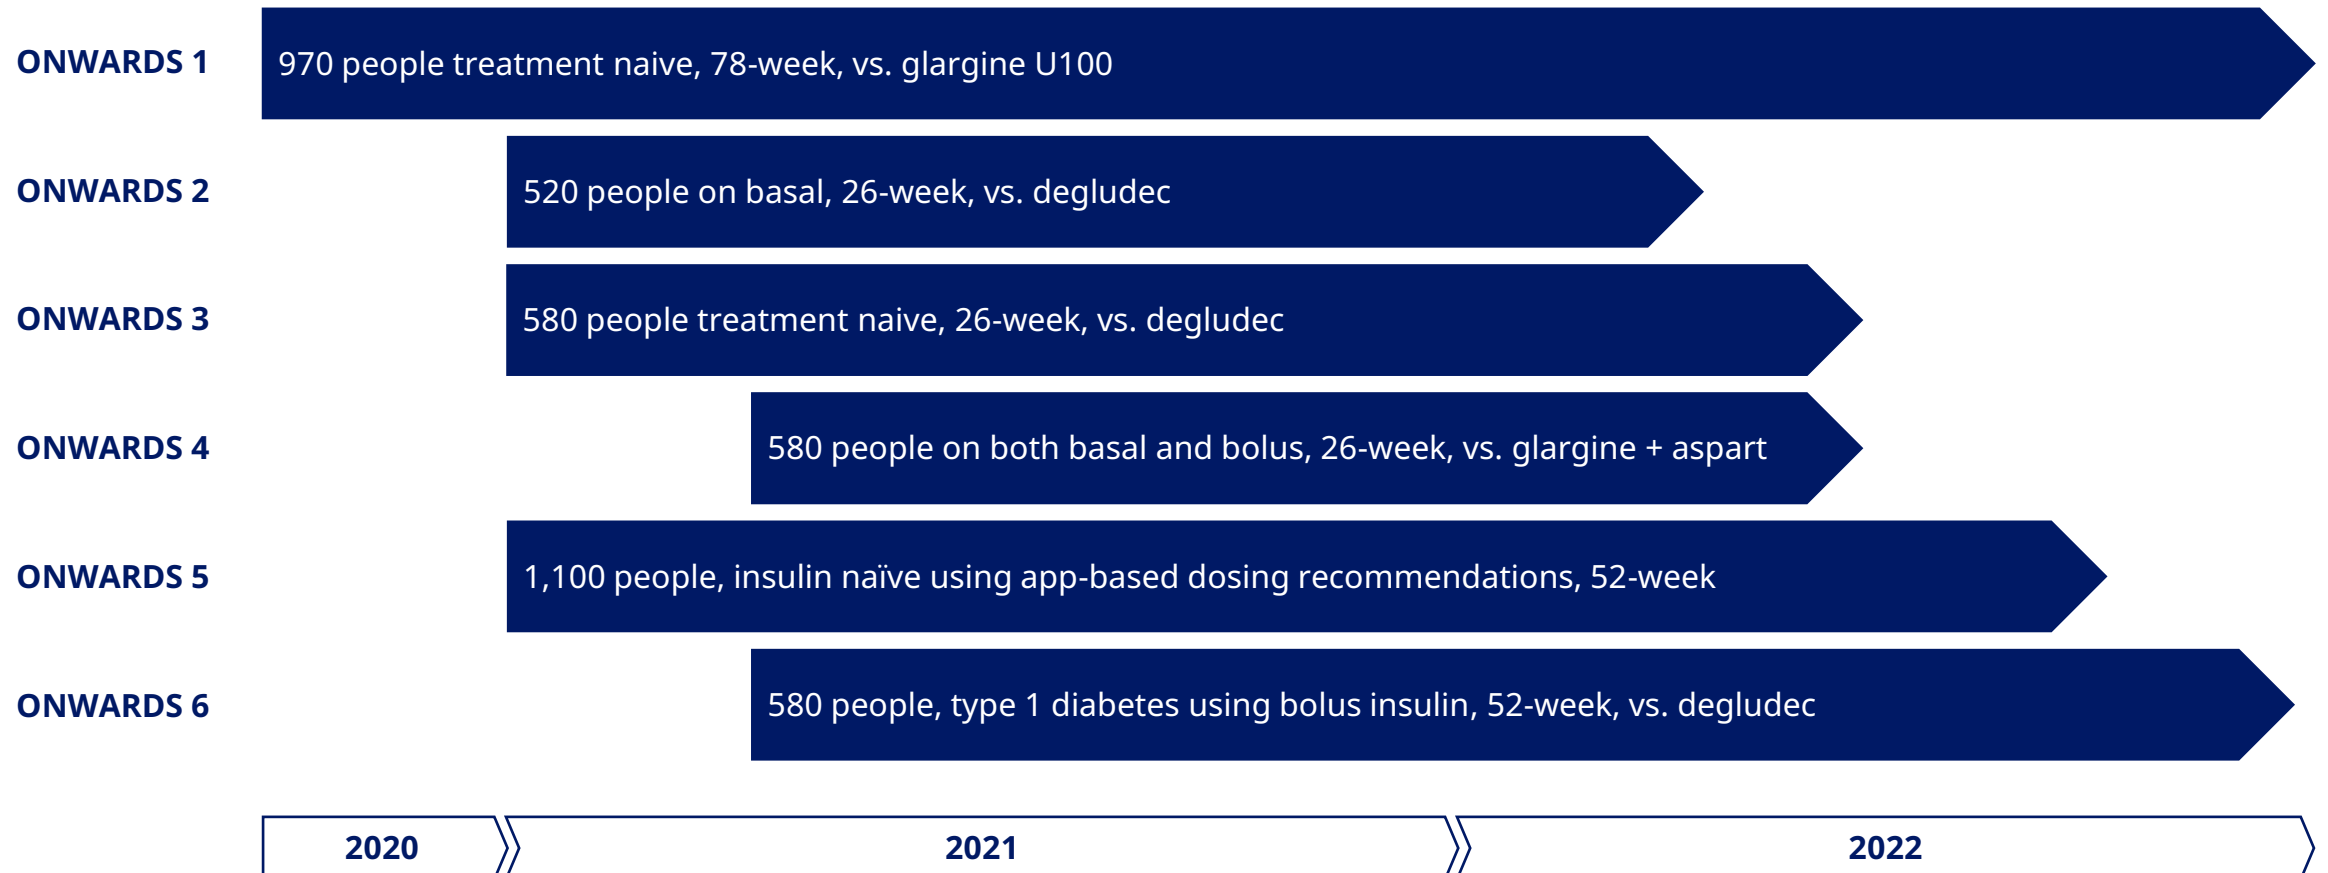 ONWARDS 1
970 people treatment naive, 78-week, vs. glargine U100
ONWARDS 2
520 people on basal, 26-week, vs. degludec
ONWARDS 3
580 people treatment naive, 26-week, vs. degludec
ONWARDS 4
580 people on both basal and bolus, 26-week, vs. glargine + aspart
ONWARDS 5
1,100 people, insulin naïve using app-based dosing recommendations, 52-week
ONWARDS 6
580 people, type 1 diabetes using bolus insulin, 52-week, vs. degludec
2020
2021
2022